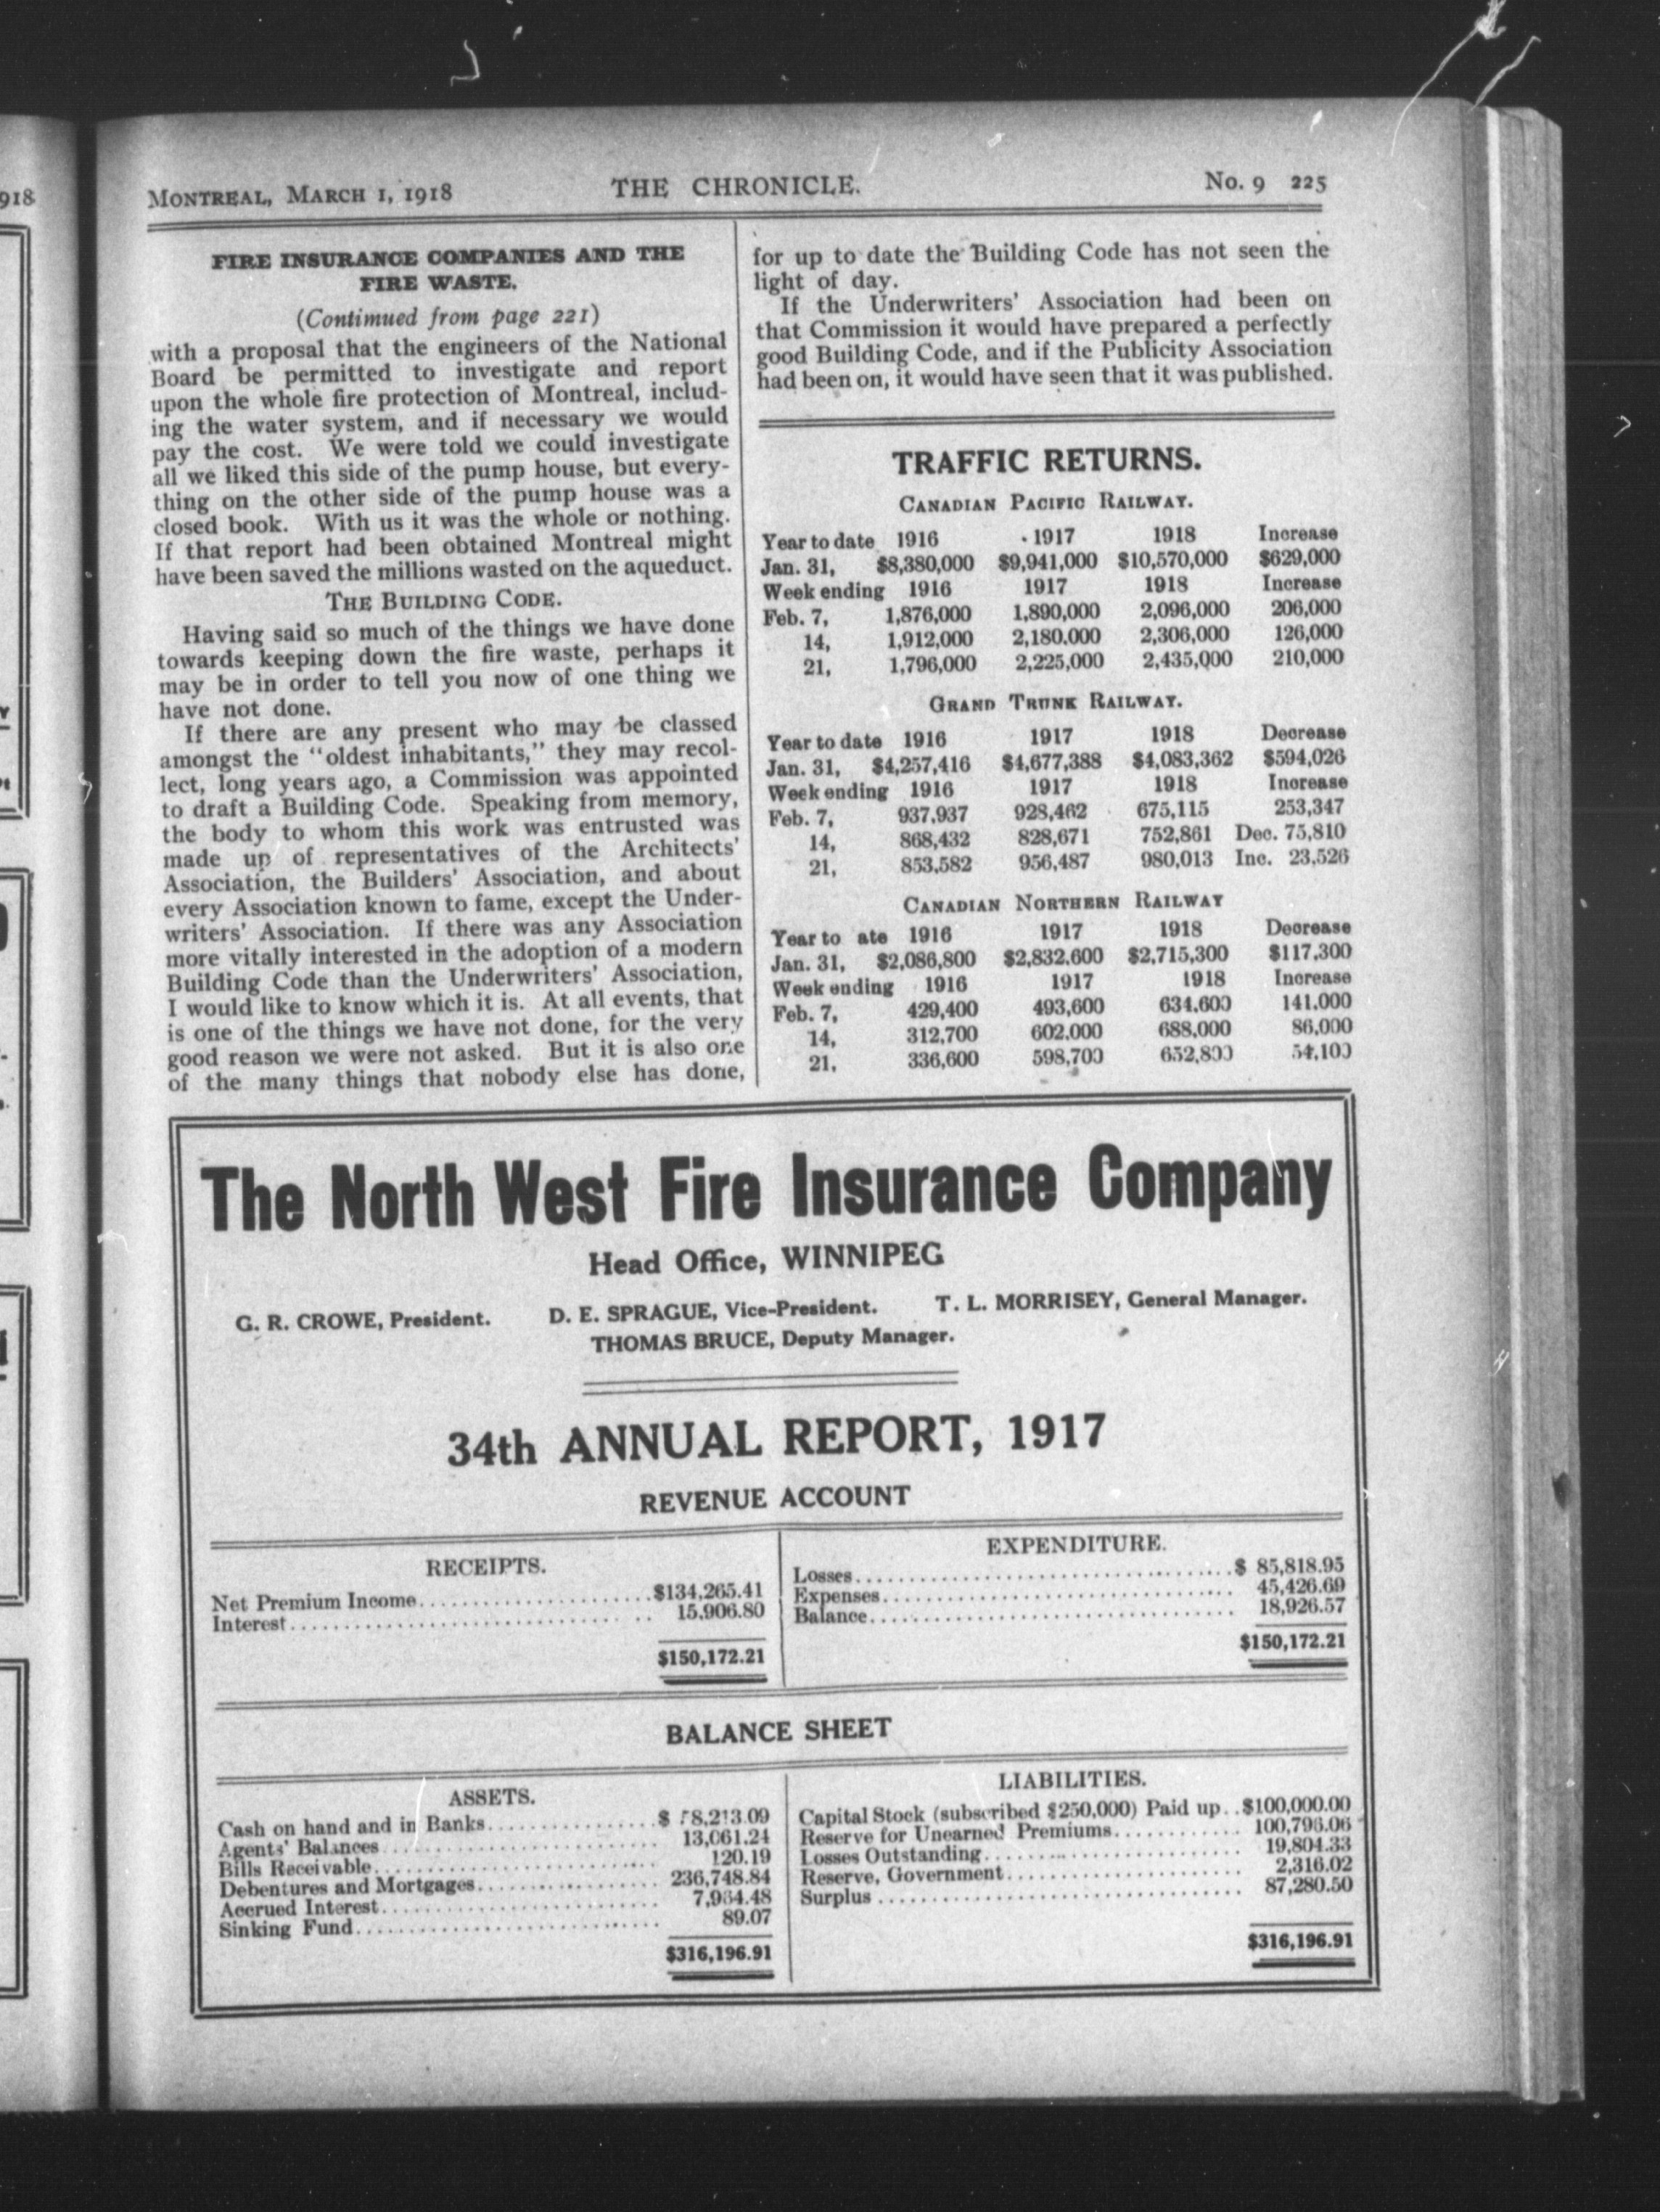 918
MONTREAL, MARCH 1, 1918 THE CHRONICLE. No. 9 225
FIRE INSURANCE COMPANIES AND THE
FIRE WASTE.
(Contimued from page 221)
with a proposal that the engineers of the National
Board be permitted to investigate and report
upon the whole fire protection of Montreal, includ-
ing the water system, and if necessary we would
pay the cost. We were told we could investigate
all we liked this side of the pump house, but every-
thing on the other side of the pump house was a
closed book. With us it was the whole or nothing.
If that report had been obtained Montreal might
have been saved the millions wasted on the aqueduct.
THE BUILDING CODE.
Having said so much of the things we have done
towards keeping down the fire waste, perhaps it
may be in order to tell you now of one thing we
have not done.
If there are any present who may be classed
amongst the "oldest inhabitants," they may recol-
lect, long years ago, a Commission was appointed
to draft a Building Code. Speaking from memory,
the body to whom this work was entrusted was
made up of representatives of the Architects'
Association, the Builders' Association, and about
every Association known to fame, except the Under-
writers' Association. If there was any Association
more vitally interested in the adoption of a modern
Building Code than the Underwriters' Association,
I would like to know which it is. At all events, that
is one of the things we have not done, for the very
good reason we were not asked. But it is also one
of the many things that nobody else has done,
for up to date the Building Code has not seen the
light of day.
If the Underwriters' Association had been on
that Commission it would have prepared a perfectly
good Building Code, and if the Publicity Association
had been on, it would have seen that it was published.
TRAFFIC RETURNS.
CANADIAN PACIFIC RAILWAY.
Year to date 1916 1917 1918 Increase
Jan. 31, $8,380,000 $9,941,000 $10,570,000 $629,000
Week ending 1916 1917 1918 Increase
Feb. 7, 1,876,000 1,890,000 2,096,000 206,000
14, 1,912,000 2,180,000 2,306,000 126,000
21, 1,796,000 2,225,000 2,435,000 210,000
GRAND TRUNK RAILWAY.
Year to date 1916 1917 1918 Decrease
Jan. 31, $4,257,416 $4,677,388 $4,083,362 $594,026
Week ending 1916 1917 1918 Increase
Feb. 7, 937,937 928,462 675,115 253,347
14, 868,432 828,671 752,861 Dec. 75,810
21, 853,582 956,487 980,013 Inc. 23,526
CANADIAN NORTHERN RAILWAY
Year to ate 1916 1917 1918 Decrease
Jan. 31, $2,086,800 $2,832,600 $2,715,300 $117,300
Week ending 1916 1917 1918 Increase
Feb. 7, 429,400 493,600 634,600 141,000
14, 312,700 602,000 688,000 86,000
21, 336,600 598,700 652,800 54,100
The North West Fire Insurance Company
Head Office, WINNIPEG
G. R. CROWE, President. D. E. SPRAGUE, Vice-President. T. L. MORRISEY, General Manager.
THOMAS BRUCE, Deputy Manager.
34th ANNUAL REPORT, 1917
REVENUE ACCOUNT
RECEIPTS.
Net Premium Income..................... $134,265.41
Interest.............................. 15,906.80
$150,172.21
EXPENDITURE.
Losses.................................. $ 85,818.95
Expenses................................ 45,426.69
Balance................................. 18,926.57
$150,172.21
BALANCE SHEET
ASSETS.
Cash on hand and in Banks............... $ 8,213.09
Agents' Balances........................ 13,061.24
Bills Receivable........................ 120.19
Debentures and Mortgages................ 236,748.84
Accrued Interest........................ 7,964.48
Sinking Fund............................ 89.07
$316,196.91
LIABILITIES.
Capital Stock (subscribed $250,000) Paid up.. $100,000.00
Reserve for Unearned Premiums............ 100,796.06
Losses Outstanding....................... 19,804.33
Reserve, Government...................... 2,316.02
Surplus.................................. 87,280.50
$316,196.91